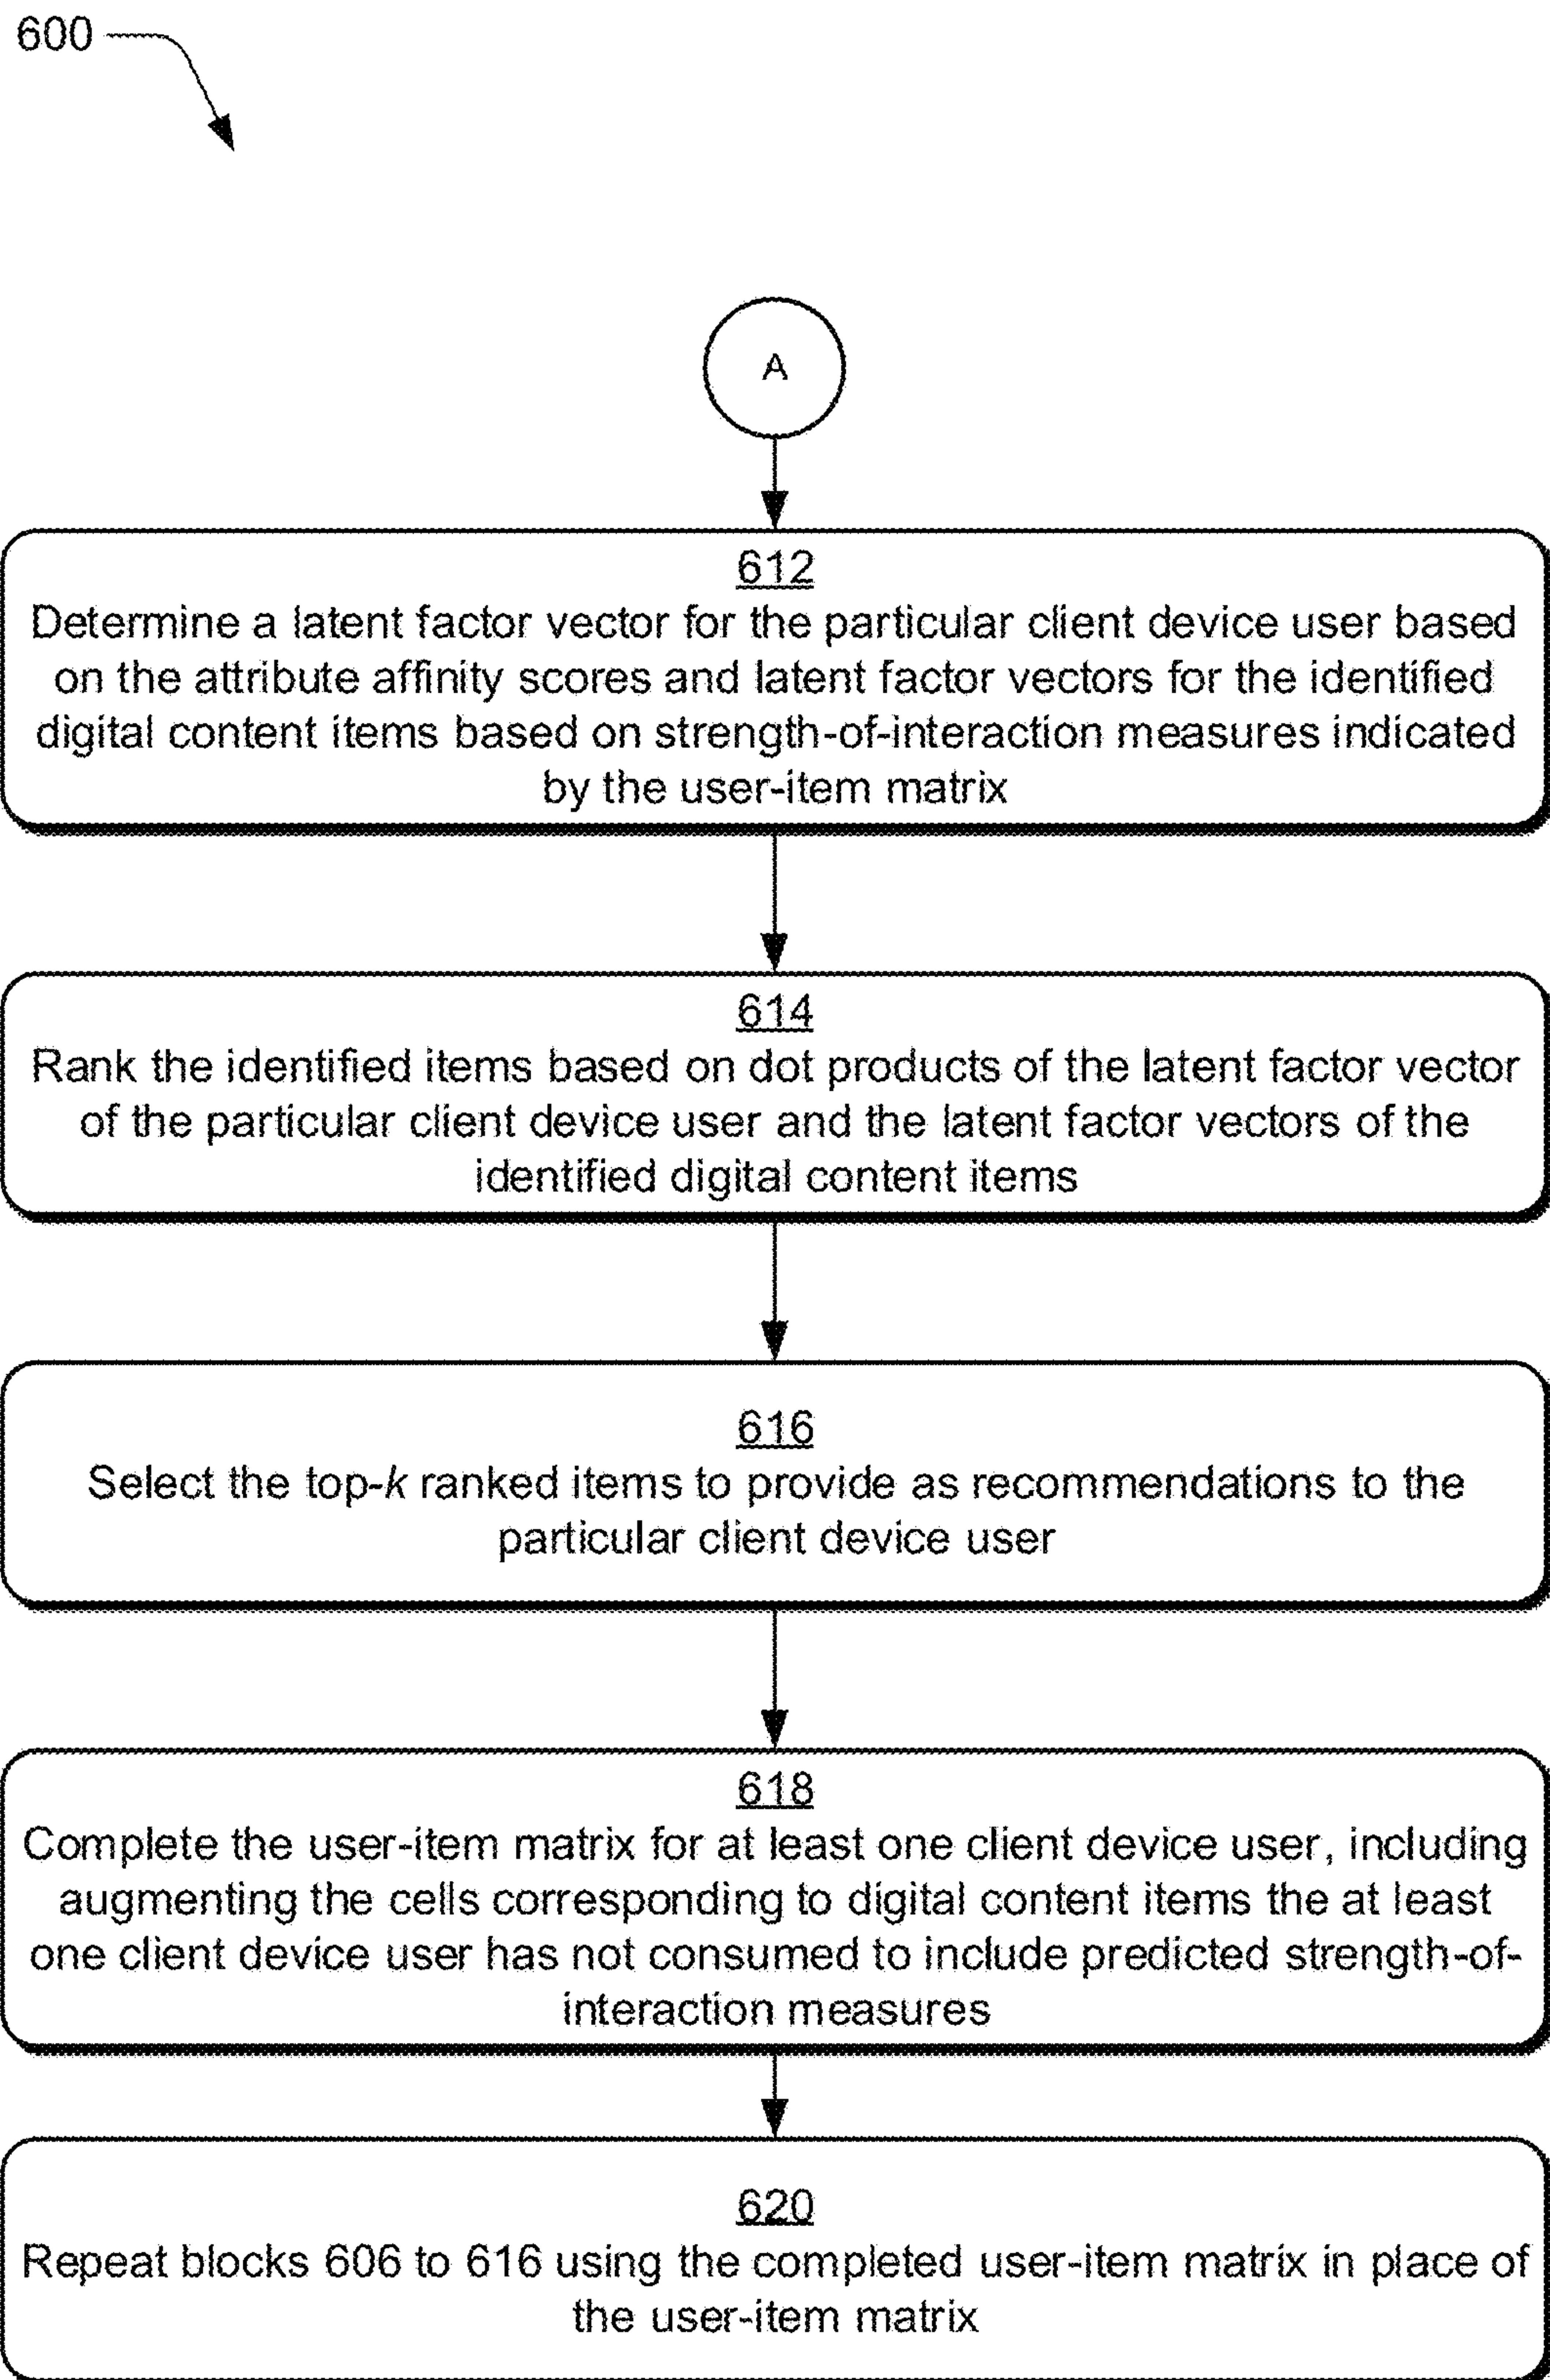 600
A
612
Determine a latent factor vector for the particular client device user based
on the attribute affinity scores and latent factor vectors for the identified
digital content items based on strength-of-interaction measures indicated
by the user-item matrix
614
Rank the identified items based on dot products of the latent factor vector
of the particular client device user and the latent factor vectors of the
identified digital content items
616
Select the top-k ranked items to provide as recommendations to the
particular client device user
618
Complete the user-item matrix for at least one client device user, including
augmenting the cells corresponding to digital content items the at least
one client device user has not consumed to include predicted strength-of-
interaction measures
620
Repeat blocks 606 to 616 using the completed user-item matrix in place of
the user-item matrix